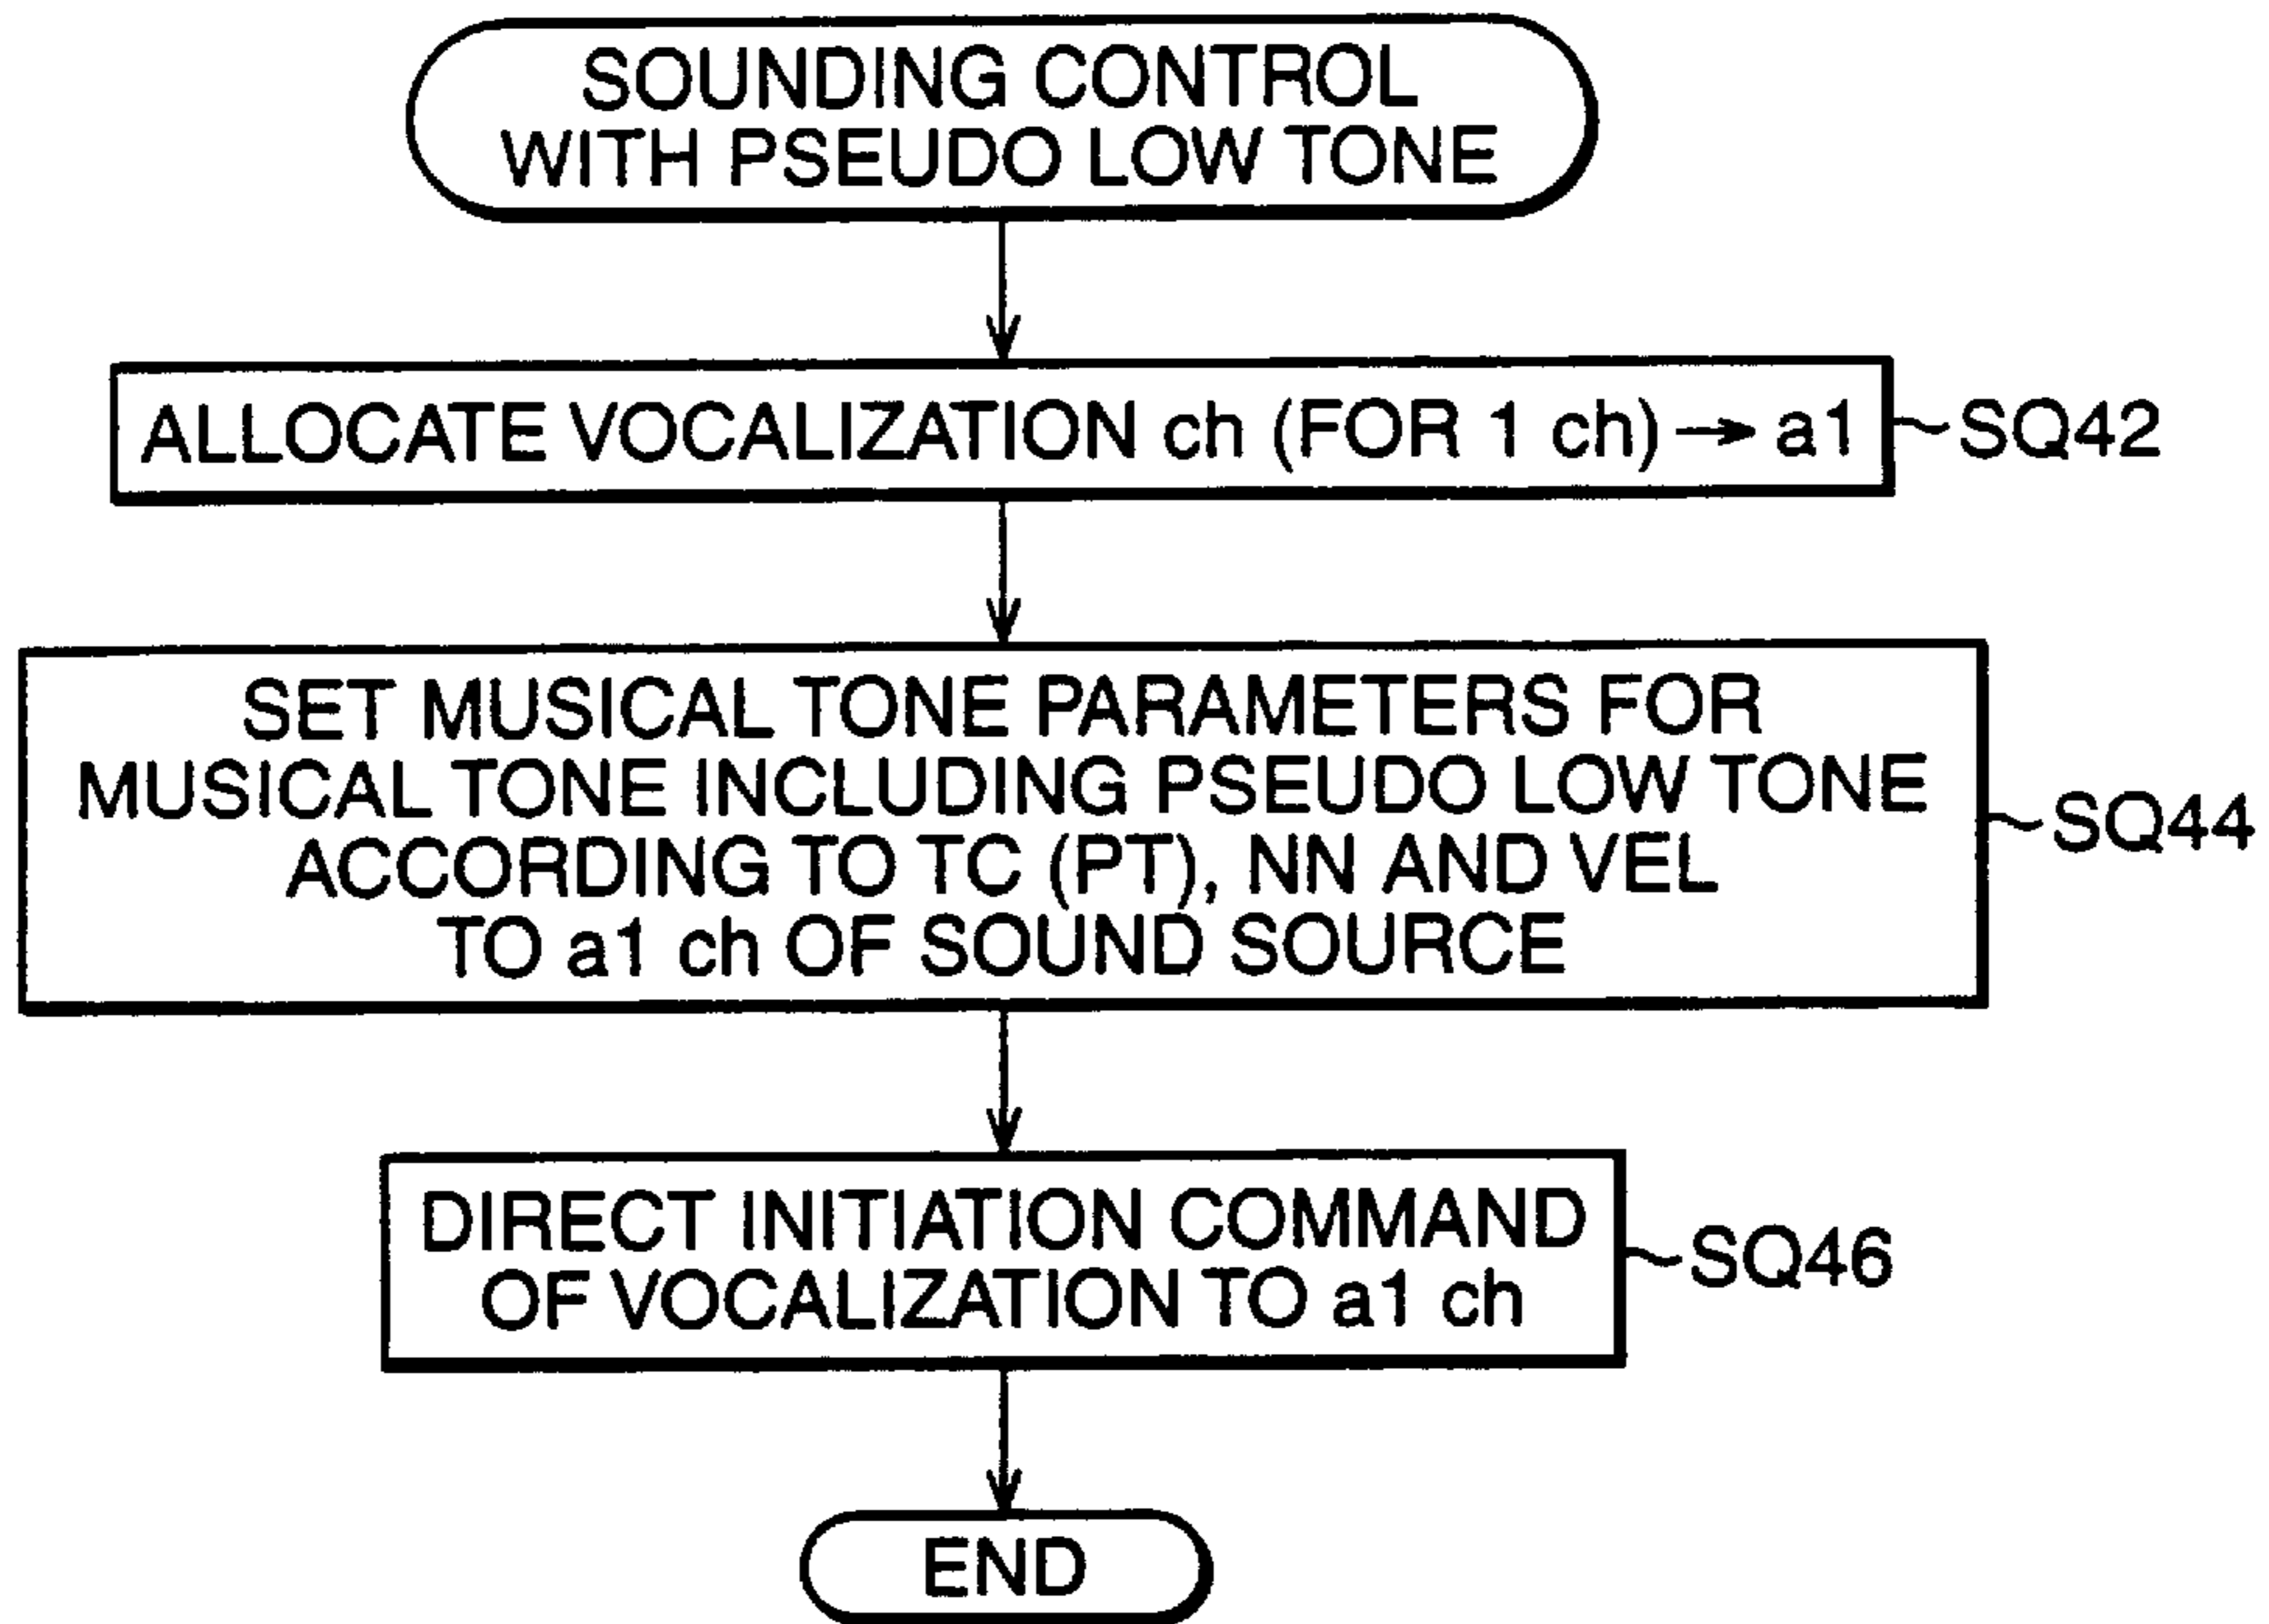 SOUNDING CONTROL
WITH PSEUDO LOW TONE
ALLOCATE VOCALIZATION ch (FOR 1 ch) → a1
SQ42
SET MUSICAL TONE PARAMETERS FOR
MUSICAL TONE INCLUDING PSEUDO LOW TONE
ACCORDING TO TC (PT), NN AND VEL
TO a1 ch OF SOUND SOURCE
SQ44
DIRECT INITIATION COMMAND
OF VOCALIZATION TO a1 ch
SQ46
END